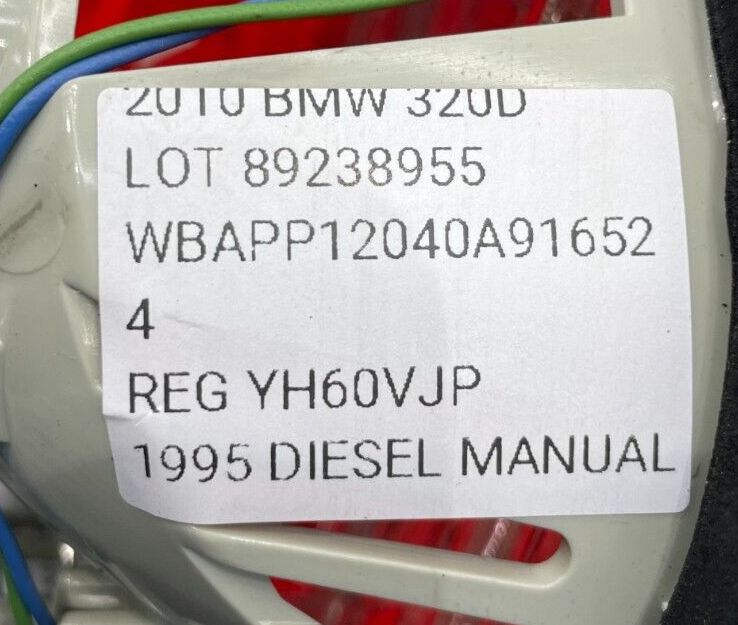 2010 BMW 320D
LOT 89238955
WBAPP12040A91652
4
REG YH60VJP
1995 DIESEL MANUAL